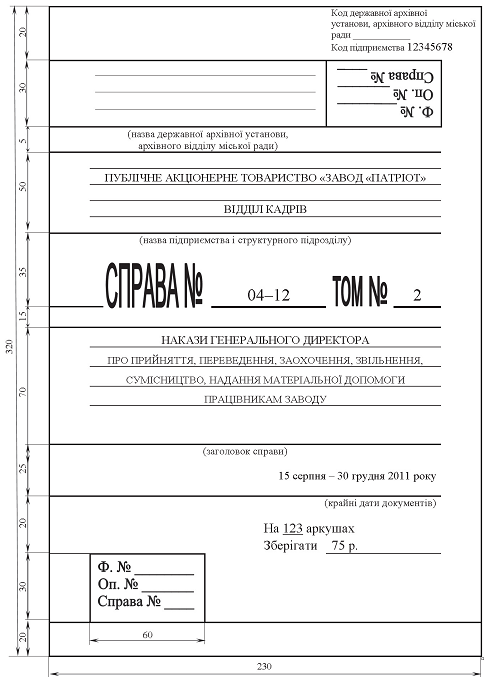 Код державної архівної
установи, архівного відділу міської
ради
Код підприємства 12345678
Ф. №
Оп. №
Справа №
(назва державної архівної установи,
архівного відділу міської ради)
ПУБЛІЧНЕ АКЦІОНЕРНЕ ТОВАРИСТВО «ЗАВОД «ПАТРІОТ»
ВІДДІЛ КАДРІВ
(назва підприємства і структурного підрозділу)
СПРАВА № 04–12 ТОМ № 2
НАКАЗИ ГЕНЕРАЛЬНОГО ДИРЕКТОРА
ПРО ПРИЙНЯТТЯ, ПЕРЕВЕДЕННЯ, ЗАОХОЧЕННЯ, ЗВІЛЬНЕННЯ,
СУМІСНИЦТВО, НАДАННЯ МАТЕРІАЛЬНОЇ ДОПОМОГИ
ПРАЦІВНИКАМ ЗАВОДУ
(заголовок справи)
15 серпня – 30 грудня 2011 року
(крайні дати документів)
На 123 аркушах
Зберігати 75 р.
Ф. №
Оп. №
Справа №
20
30
5
50
35
15
320
70
25
20
30
20
60
230